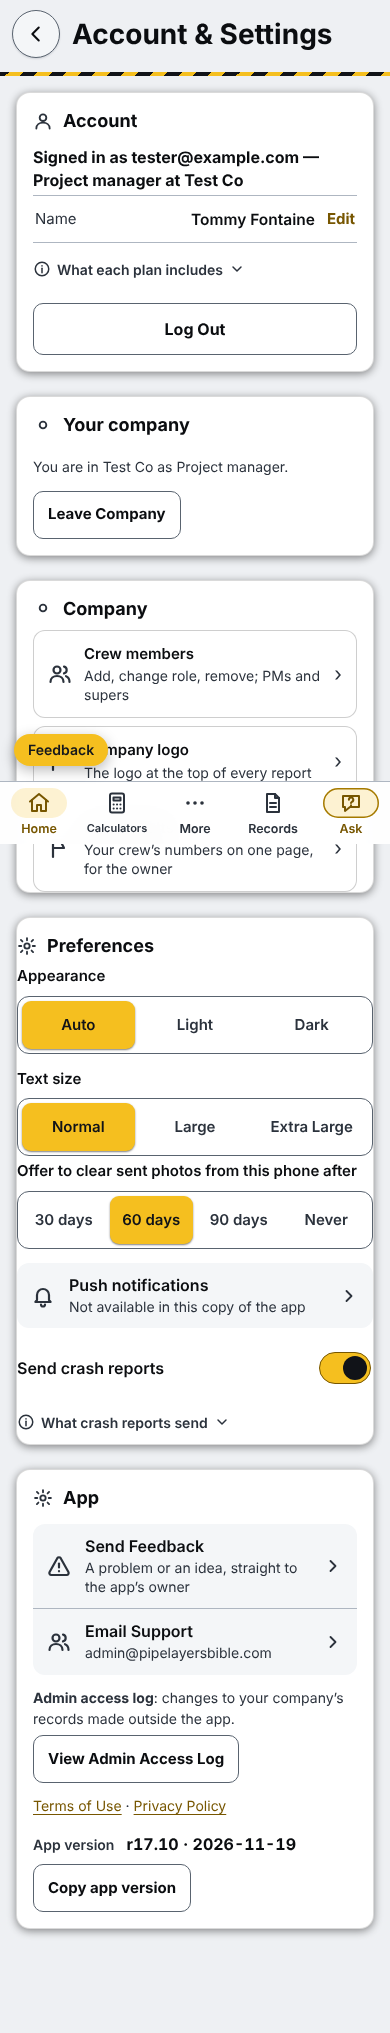 Account & Settings
Account
Signed in as tester@example.com —
Project manager at Test Co
Name Tommy Fontaine Edit
What each plan includes
Log Out
Your company
You are in Test Co as Project manager.
Leave Company
Company
Crew members
Add, change role, remove; PMs and
supers
mpany logo
Feedback
The logo at the top of every report
Home Calculators More Records Ask
Your crew’s numbers on one page,
for the owner
Preferences
Appearance
Auto Light Dark
Text size
Normal Large Extra Large
Offer to clear sent photos from this phone after
30 days 60 days 90 days Never
Push notifications
Not available in this copy of the app
Send crash reports
What crash reports send
App
Send Feedback
A problem or an idea, straight to
the app’s owner
Email Support
admin@pipelayersbible.com
Admin access log: changes to your company’s
records made outside the app.
View Admin Access Log
Terms of Use · Privacy Policy
App version r17.10 · 2026-11-19
Copy app version